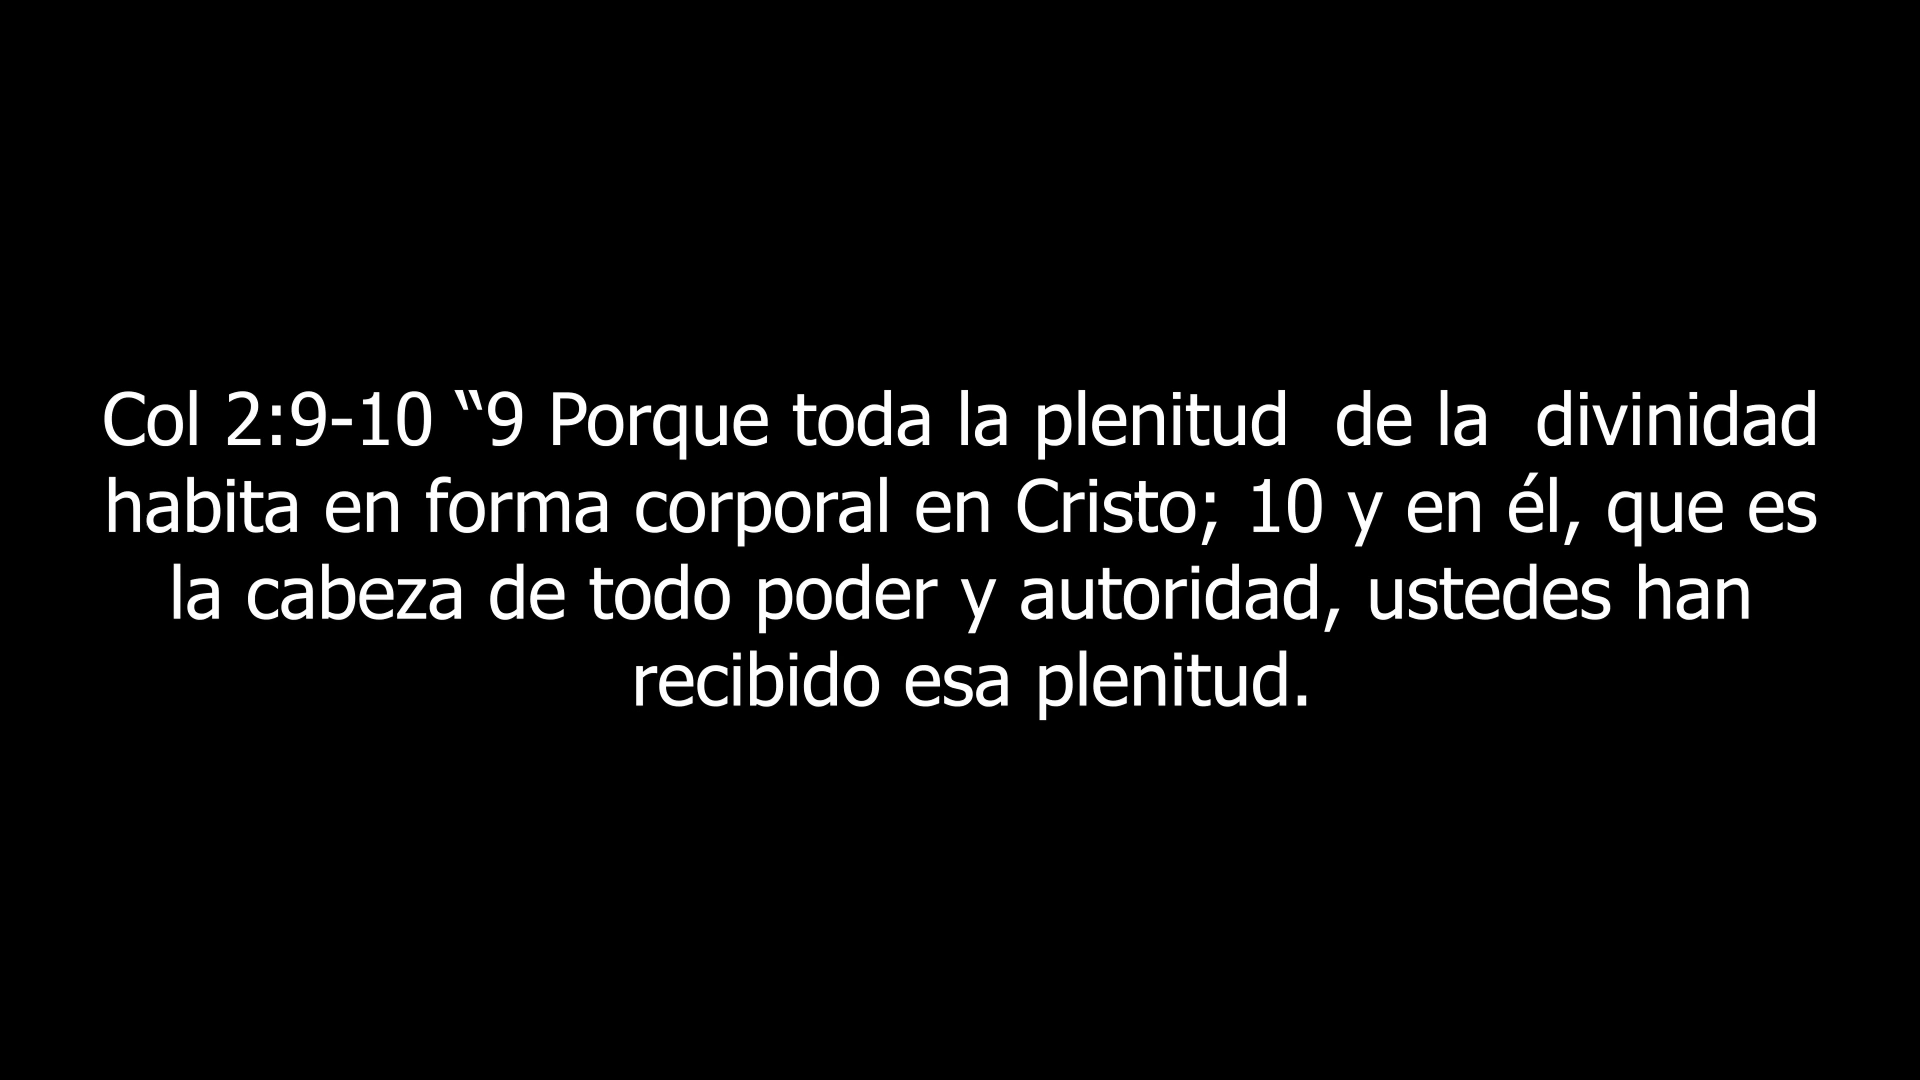 Col 2:9-10 “9 Porque toda la plenitud  de la  divinidad
habita en forma corporal en Cristo; 10 y en él, que es
la cabeza de todo poder y autoridad, ustedes han
recibido esa plenitud.